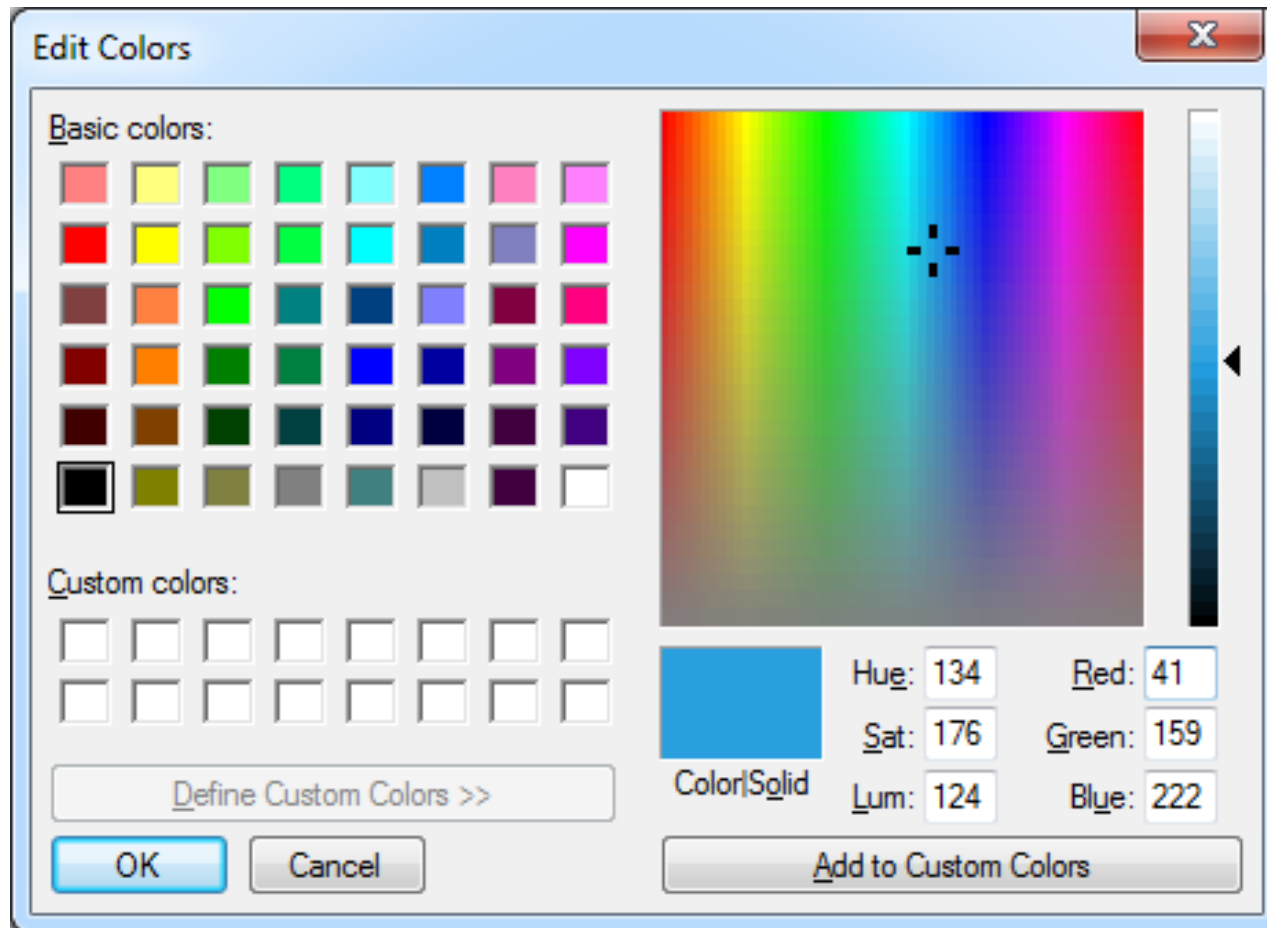 Edit Colors
x
Basic colors:
Custom colors:
Define Custom Colors >>
OK
Cancel
Color|Solid
Hue: 134
Sat: 176
Lum: 124
Red: 41
Green: 159
Blue: 222
Add to Custom Colors